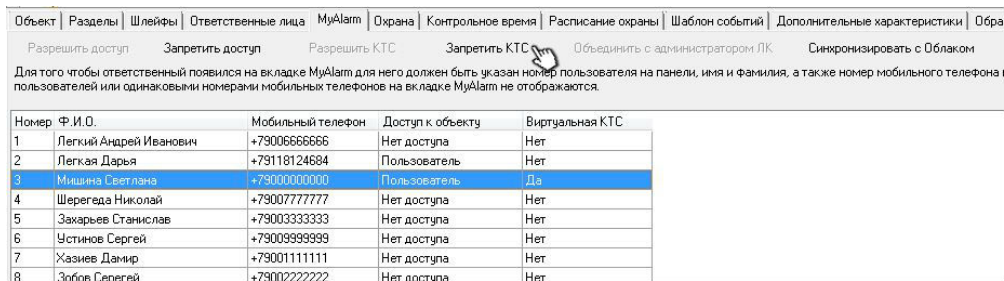 Объект Разделы Шлейфы Ответственные лица MyAlarm Охрана Контрольное время Расписание охраны Шаблон событий Дополнительные характеристики Обра
Разрешить доступ Запретить доступ Разрешить КТС Запретить КТС Объединить с администратором ЛК Синхронизировать с Облаком
Для того чтобы ответственный появился на вкладке MyAlarm для него должен быть указан номер пользователя на панели, имя и фамилия, а также номер мобильного телефона
пользователей или одинаковыми номерами мобильных телефонов на вкладке MyAlarm не отображаются.
Номер Ф.И.О. Мобильный телефон Доступ к объекту Виртуальная КТС
1 Легкий Андрей Иванович +79006666666 Нет доступа Нет
2 Легкая Дарья +79118124684 Пользователь Нет
3 Мишина Светлана +79000000000 Пользователь Да
4 Шерегеда Николай +79007777777 Нет доступа Нет
5 Захарьев Станислав +79003333333 Нет доступа Нет
6 Устинов Сергей +79009999999 Нет доступа Нет
7 Хазиев Дамир +79001111111 Нет доступа Нет
8 Зобов Серегей +79002222222 Нет доступа Нет